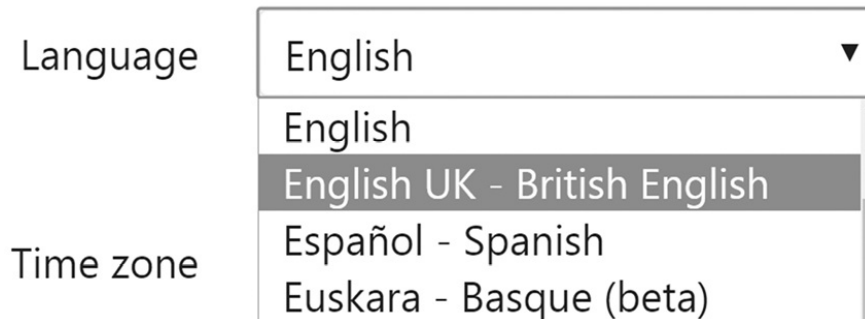 Language English
English
English UK - British English
Español - Spanish
Time zone
Euskara - Basque (beta)